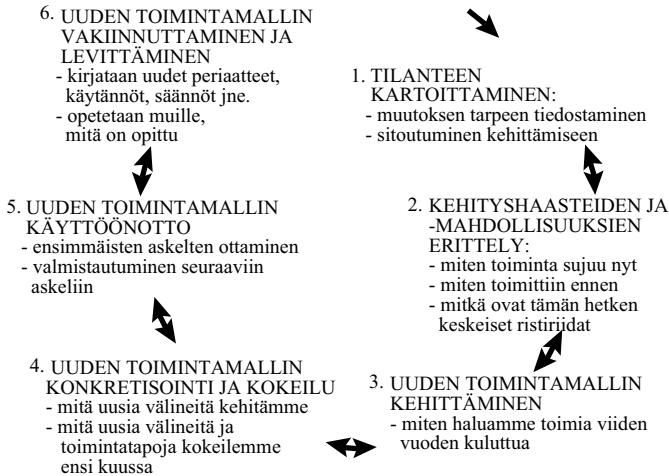 6. UUDEN TOIMINTAMALLIN
VAKIINNUTTAMINEN JA
LEVITTÄMINEN
- kirjataan uudet periaatteet,
käytännöt, säännöt jne.
- opetetaan muille,
mitä on opittu
1. TILANTEEN
KARTOITTAMINEN:
- muutoksen tarpeen tiedostaminen
- sitoutuminen kehittämiseen
5. UUDEN TOIMINTAMALLIN
KÄYTTÖÖNOTTO
- ensimmäisten askelten ottaminen
- valmistautuminen seuraaviin
askeliin
2. KEHITYSHAASTEIDEN JA
-MAHDOLLISUUKSIEN
ERITTELY:
- miten toiminta sujuu nyt
- miten toimittiin ennen
- mitkä ovat tämän hetken
keskeiset ristiriidat
4. UUDEN TOIMINTAMALLIN
KONKRETISOINTI JA KOKEILU
- mitä uusia välineitä kehitämme
- mitä uusia välineitä ja
toimintatapoja kokeilemme
ensi kuussa
3. UUDEN TOIMINTAMALLIN
KEHITTÄMINEN
- miten haluamme toimia viiden
vuoden kuluttua